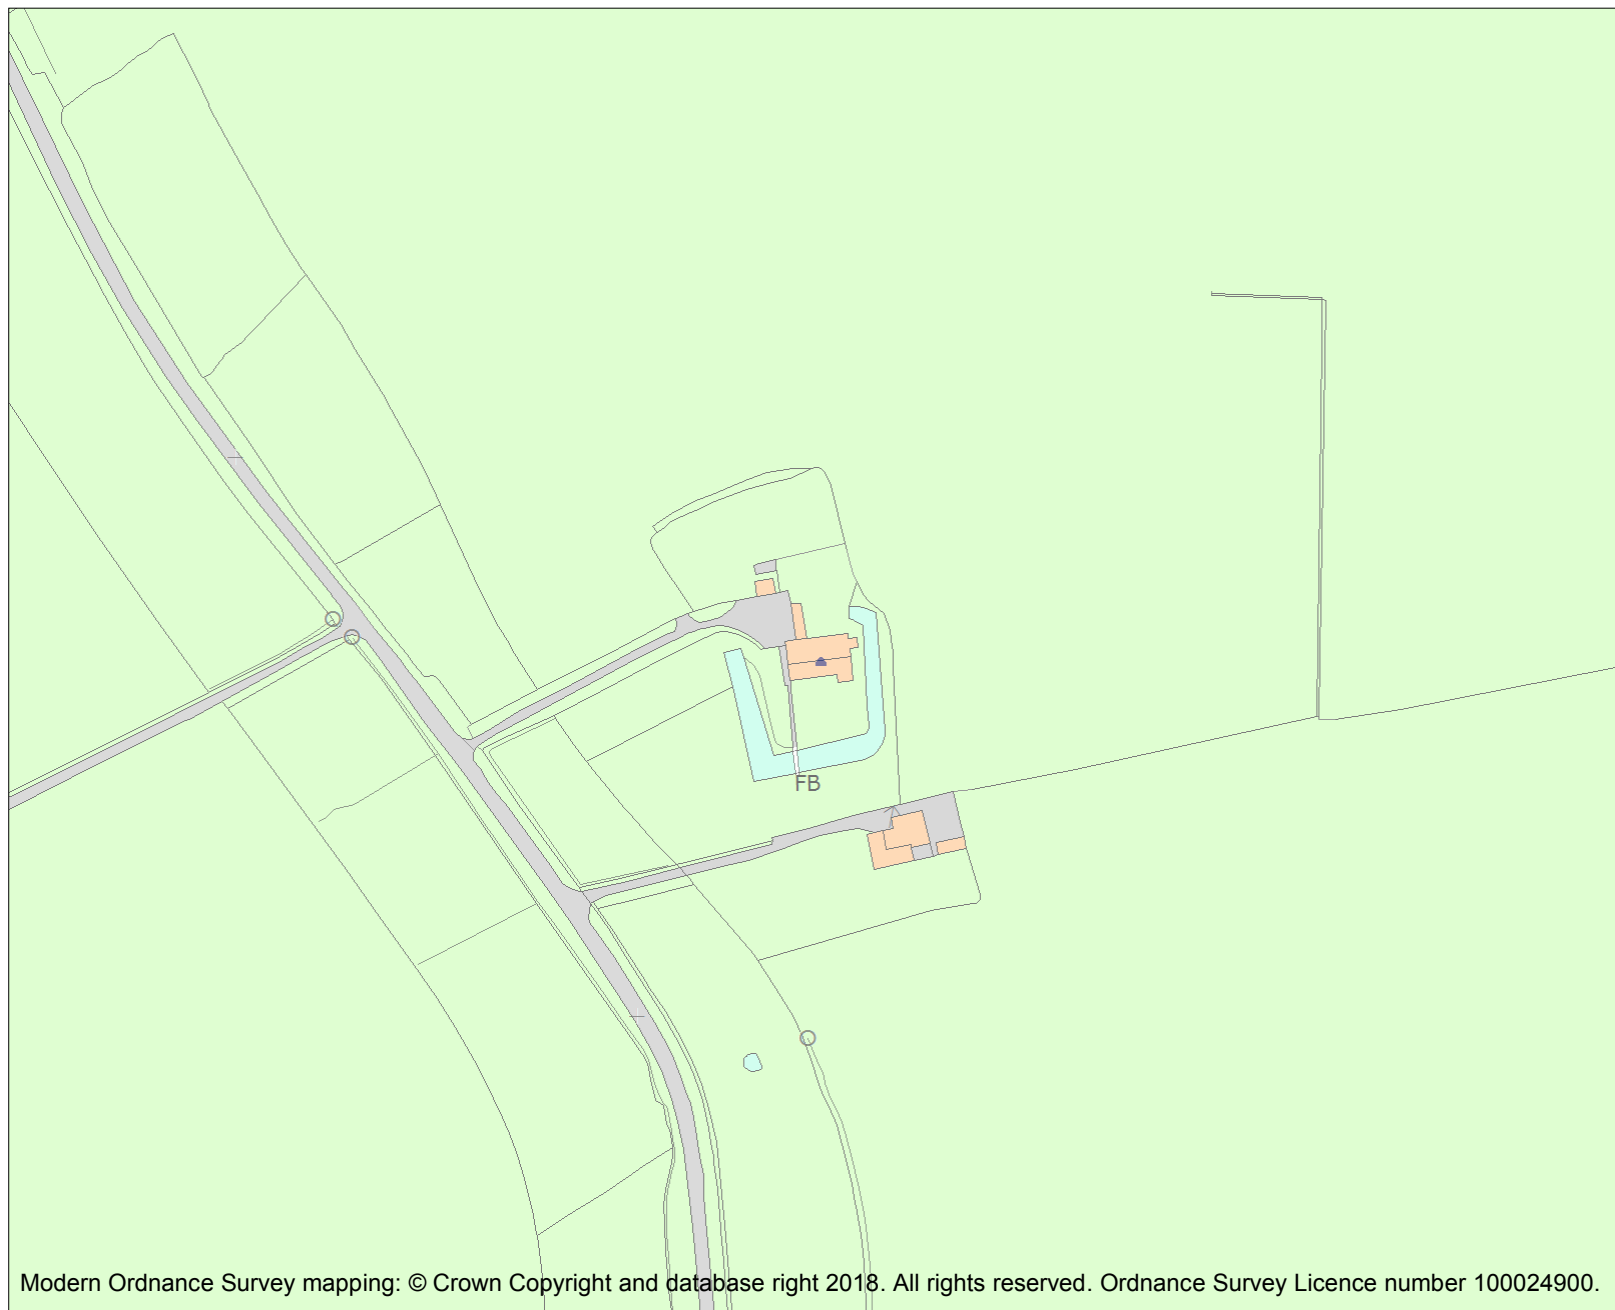 FB
Modern Ordnance Survey mapping: © Crown Copyright and database right 2018. All rights reserved. Ordnance Survey Licence number 100024900.